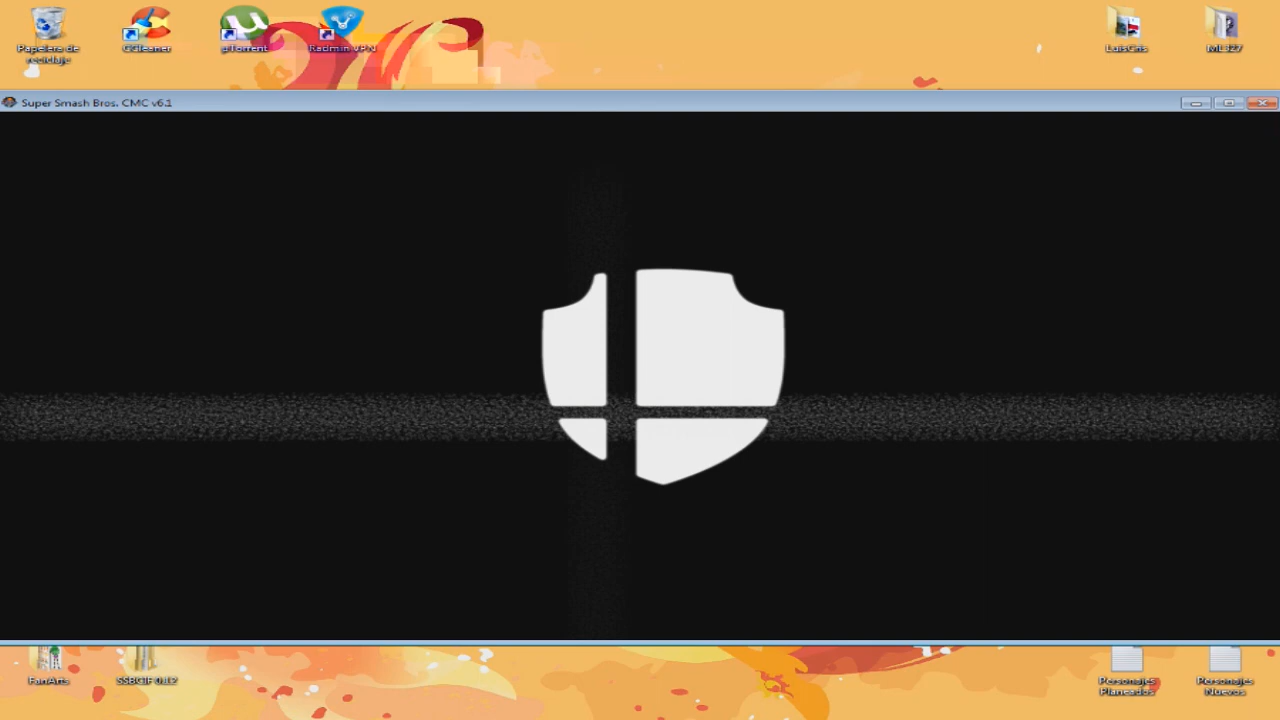 Papelera de reciclaje
CCleaner
µTorrent
Radmin VPN
LuisCris
ML327
Super Smash Bros. CMC v6.1
FanArts
SSBGIF 0.12
Personajes Planeados
Personajes Nuevos